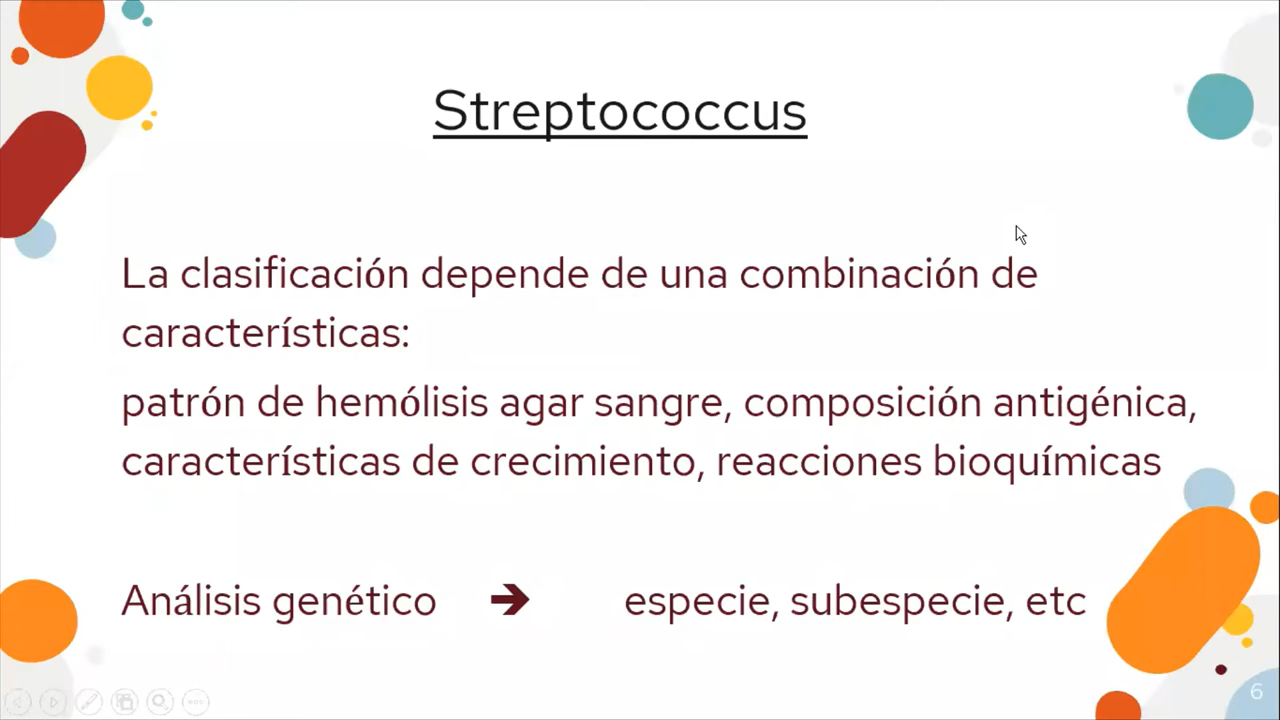 Streptococcus
La clasificación depende de una combinación de
características:
patrón de hemólisis agar sangre, composición antigénica,
características de crecimiento, reacciones bioquímicas
Análisis genético ➔ especie, subespecie, etc
6